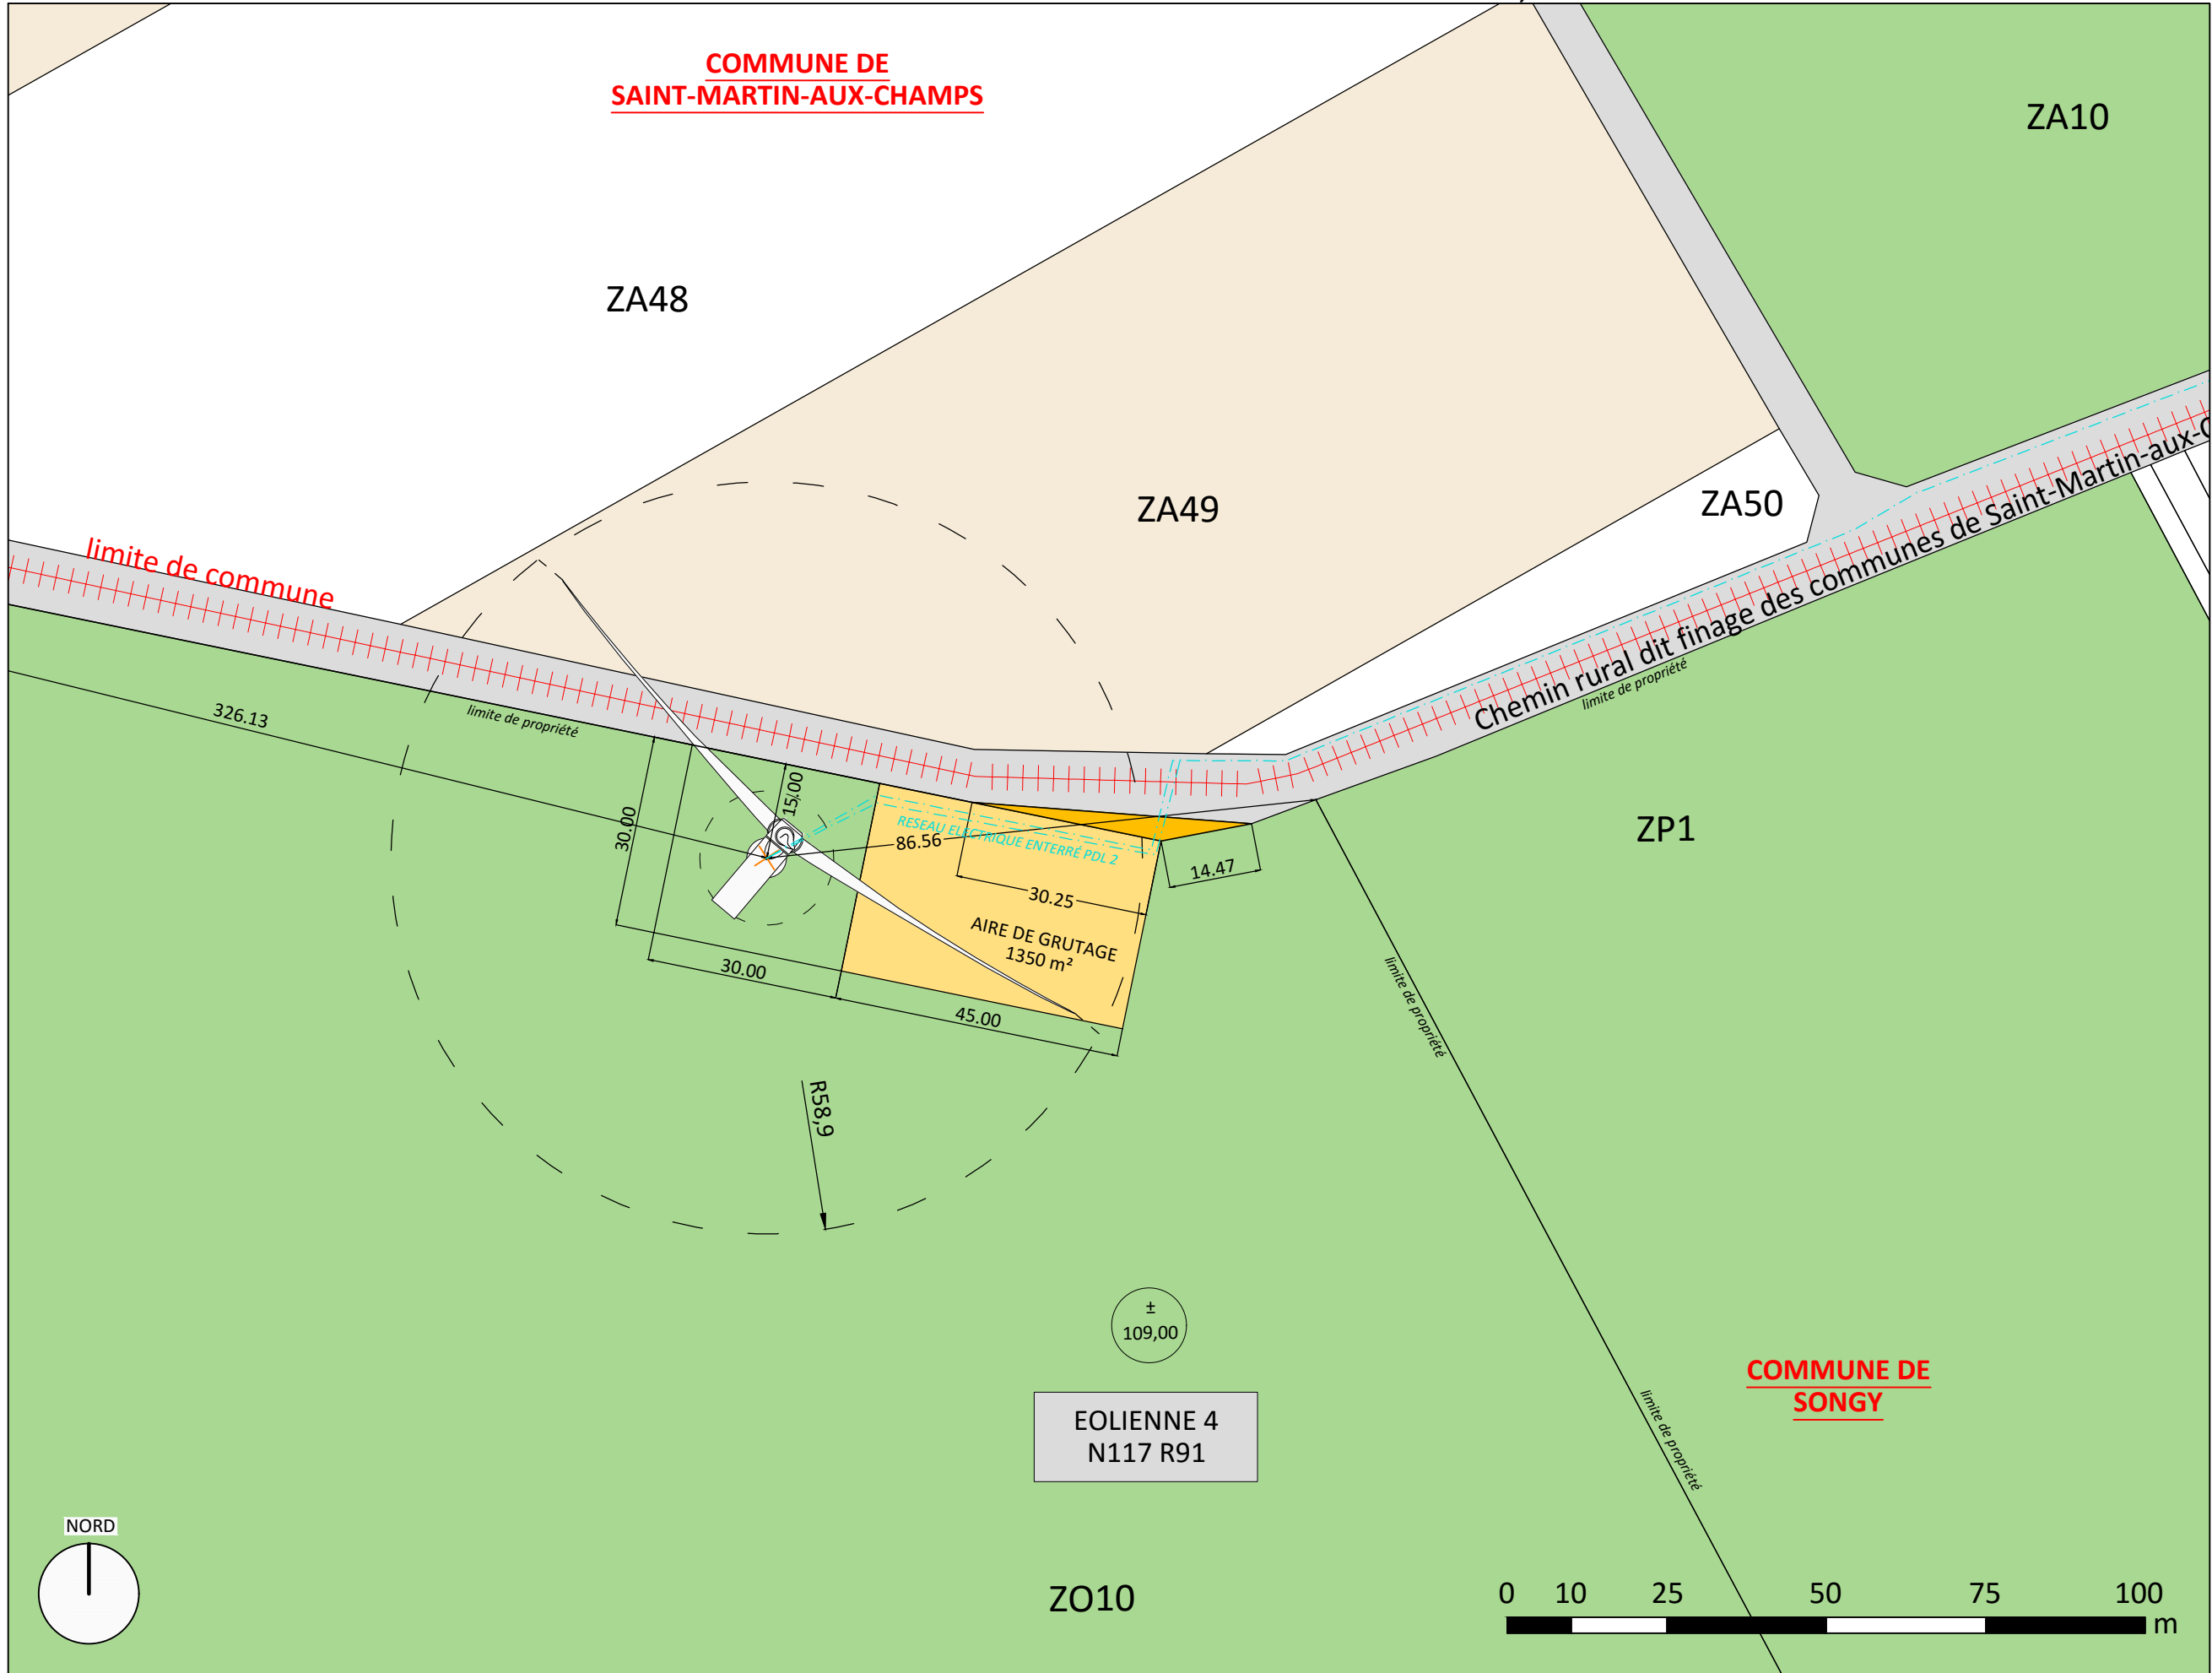 COMMUNE DE
SAINT-MARTIN-AUX-CHAMPS
ZA10
ZA48
ZA49
ZA50
limite de commune
Chemin rural dit finage des communes de Saint-Martin-aux-C
limite de propriété
limite de propriété
326.13
15.00
30.00
RESEAU ELECTRIQUE ENTERRÉ PDL 2
86.56
ZP1
14.47
30.25
AIRE DE GRUTAGE
1350 m²
30.00
45.00
limite de propriété
R58,9
±
109,00
COMMUNE DE
SONGY
EOLIENNE 4
N117 R91
limite de propriété
NORD
ZO10
0 10 25 50 75 100
m